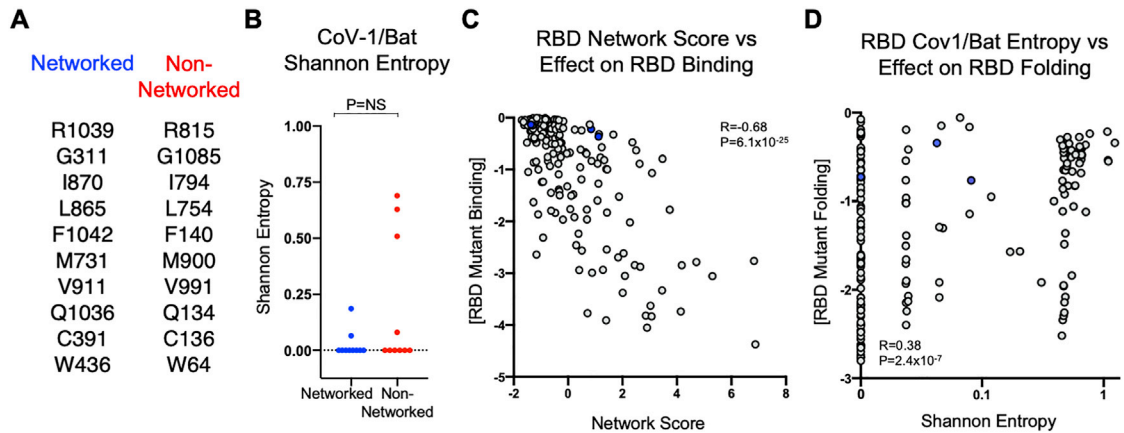 A
Networked
Non-
Networked
R1039 R815
G311 G1085
I870 I794
L865 L754
F1042 F140
M731 M900
V911 V991
Q1036 Q134
C391 C136
W436 W64
B
CoV-1/Bat
Shannon Entropy
P=NS
Shannon Entropy
1.00
0.75
0.50
0.25
0.00
Networked
Non-
Networked
C
RBD Network Score vs
Effect on RBD Binding
R=-0.68
P=6.1x10⁻²⁵
[RBD Mutant Binding]
0
-1
-2
-3
-4
-5
-2 0 2 4 6 8
Network Score
D
RBD Cov1/Bat Entropy vs
Effect on RBD Folding
[RBD Mutant Folding]
0
-1
-2
-3
R=0.38
P=2.4x10⁻⁷
0 0.1 1
Shannon Entropy